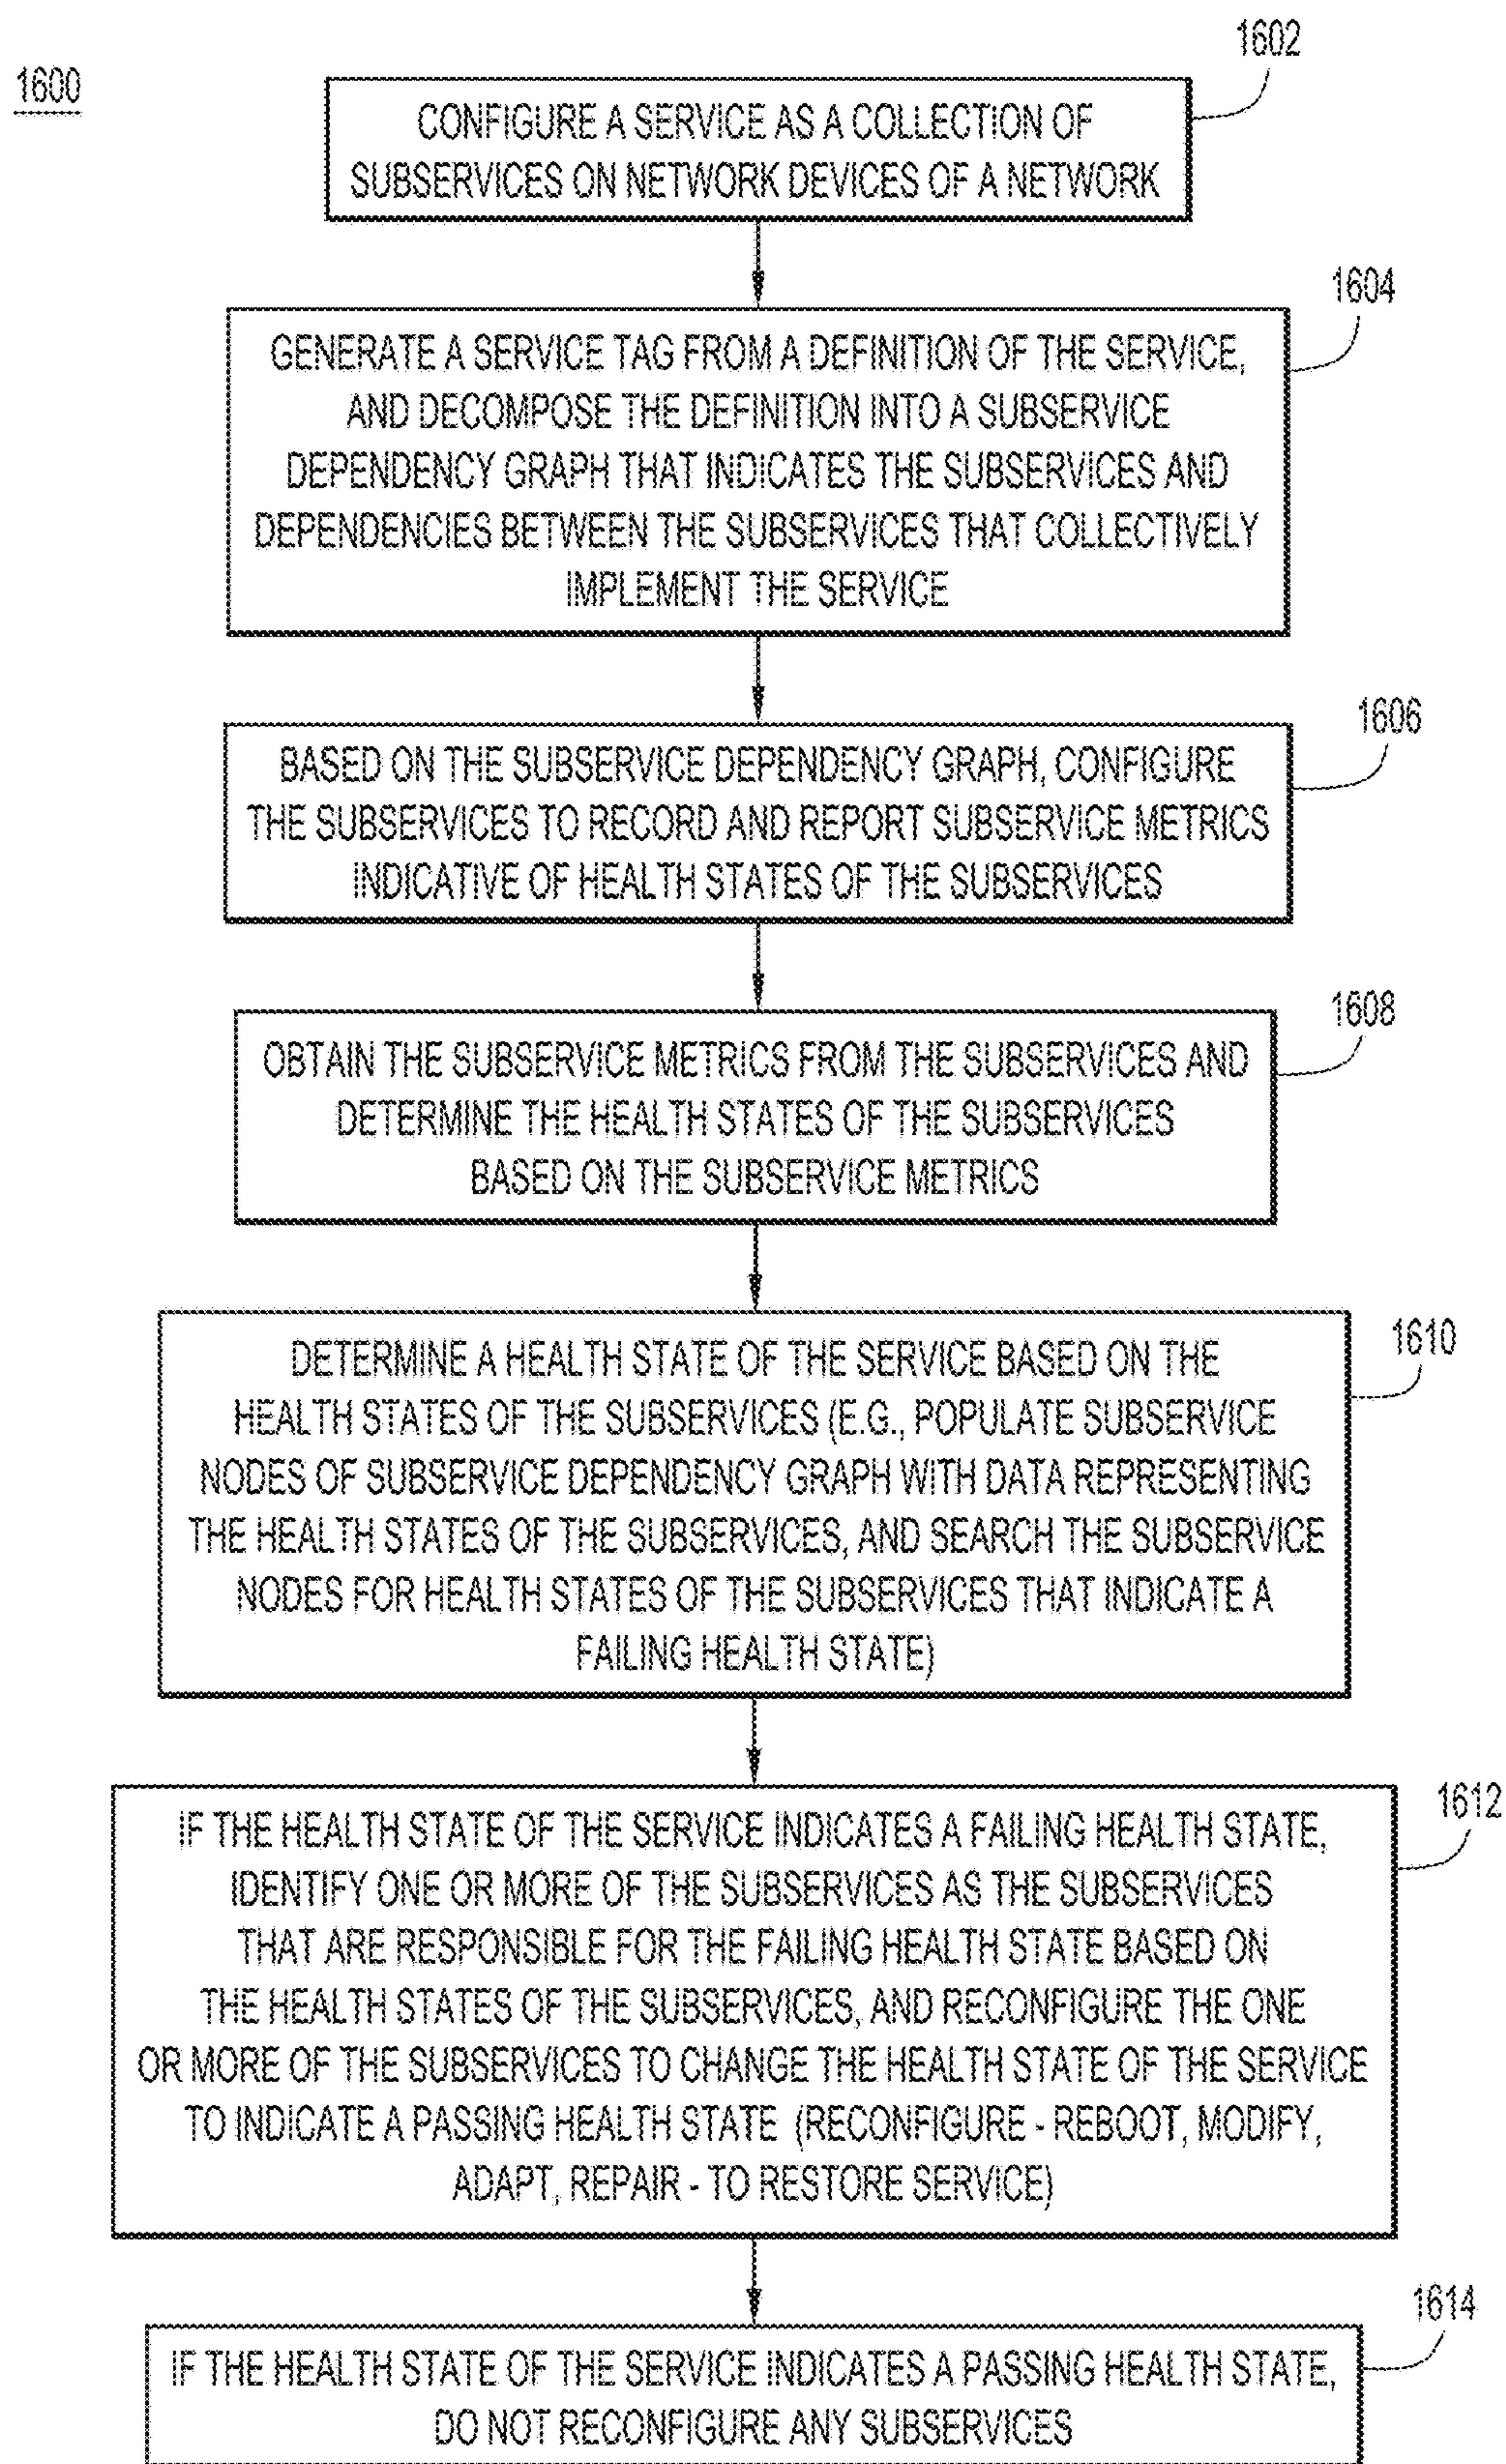 1600
1602
CONFIGURE A SERVICE AS A COLLECTION OF
SUBSERVICES ON NETWORK DEVICES OF A NETWORK
1604
GENERATE A SERVICE TAG FROM A DEFINITION OF THE SERVICE,
AND DECOMPOSE THE DEFINITION INTO A SUBSERVICE
DEPENDENCY GRAPH THAT INDICATES THE SUBSERVICES AND
DEPENDENCIES BETWEEN THE SUBSERVICES THAT COLLECTIVELY
IMPLEMENT THE SERVICE
1606
BASED ON THE SUBSERVICE DEPENDENCY GRAPH, CONFIGURE
THE SUBSERVICES TO RECORD AND REPORT SUBSERVICE METRICS
INDICATIVE OF HEALTH STATES OF THE SUBSERVICES
1608
OBTAIN THE SUBSERVICE METRICS FROM THE SUBSERVICES AND
DETERMINE THE HEALTH STATES OF THE SUBSERVICES
BASED ON THE SUBSERVICE METRICS
1610
DETERMINE A HEALTH STATE OF THE SERVICE BASED ON THE
HEALTH STATES OF THE SUBSERVICES (E.G., POPULATE SUBSERVICE
NODES OF SUBSERVICE DEPENDENCY GRAPH WITH DATA REPRESENTING
THE HEALTH STATES OF THE SUBSERVICES, AND SEARCH THE SUBSERVICE
NODES FOR HEALTH STATES OF THE SUBSERVICES THAT INDICATE A
FAILING HEALTH STATE)
1612
IF THE HEALTH STATE OF THE SERVICE INDICATES A FAILING HEALTH STATE,
IDENTIFY ONE OR MORE OF THE SUBSERVICES AS THE SUBSERVICES
THAT ARE RESPONSIBLE FOR THE FAILING HEALTH STATE BASED ON
THE HEALTH STATES OF THE SUBSERVICES, AND RECONFIGURE THE ONE
OR MORE OF THE SUBSERVICES TO CHANGE THE HEALTH STATE OF THE SERVICE
TO INDICATE A PASSING HEALTH STATE (RECONFIGURE - REBOOT, MODIFY,
ADAPT, REPAIR - TO RESTORE SERVICE)
1614
IF THE HEALTH STATE OF THE SERVICE INDICATES A PASSING HEALTH STATE,
DO NOT RECONFIGURE ANY SUBSERVICES